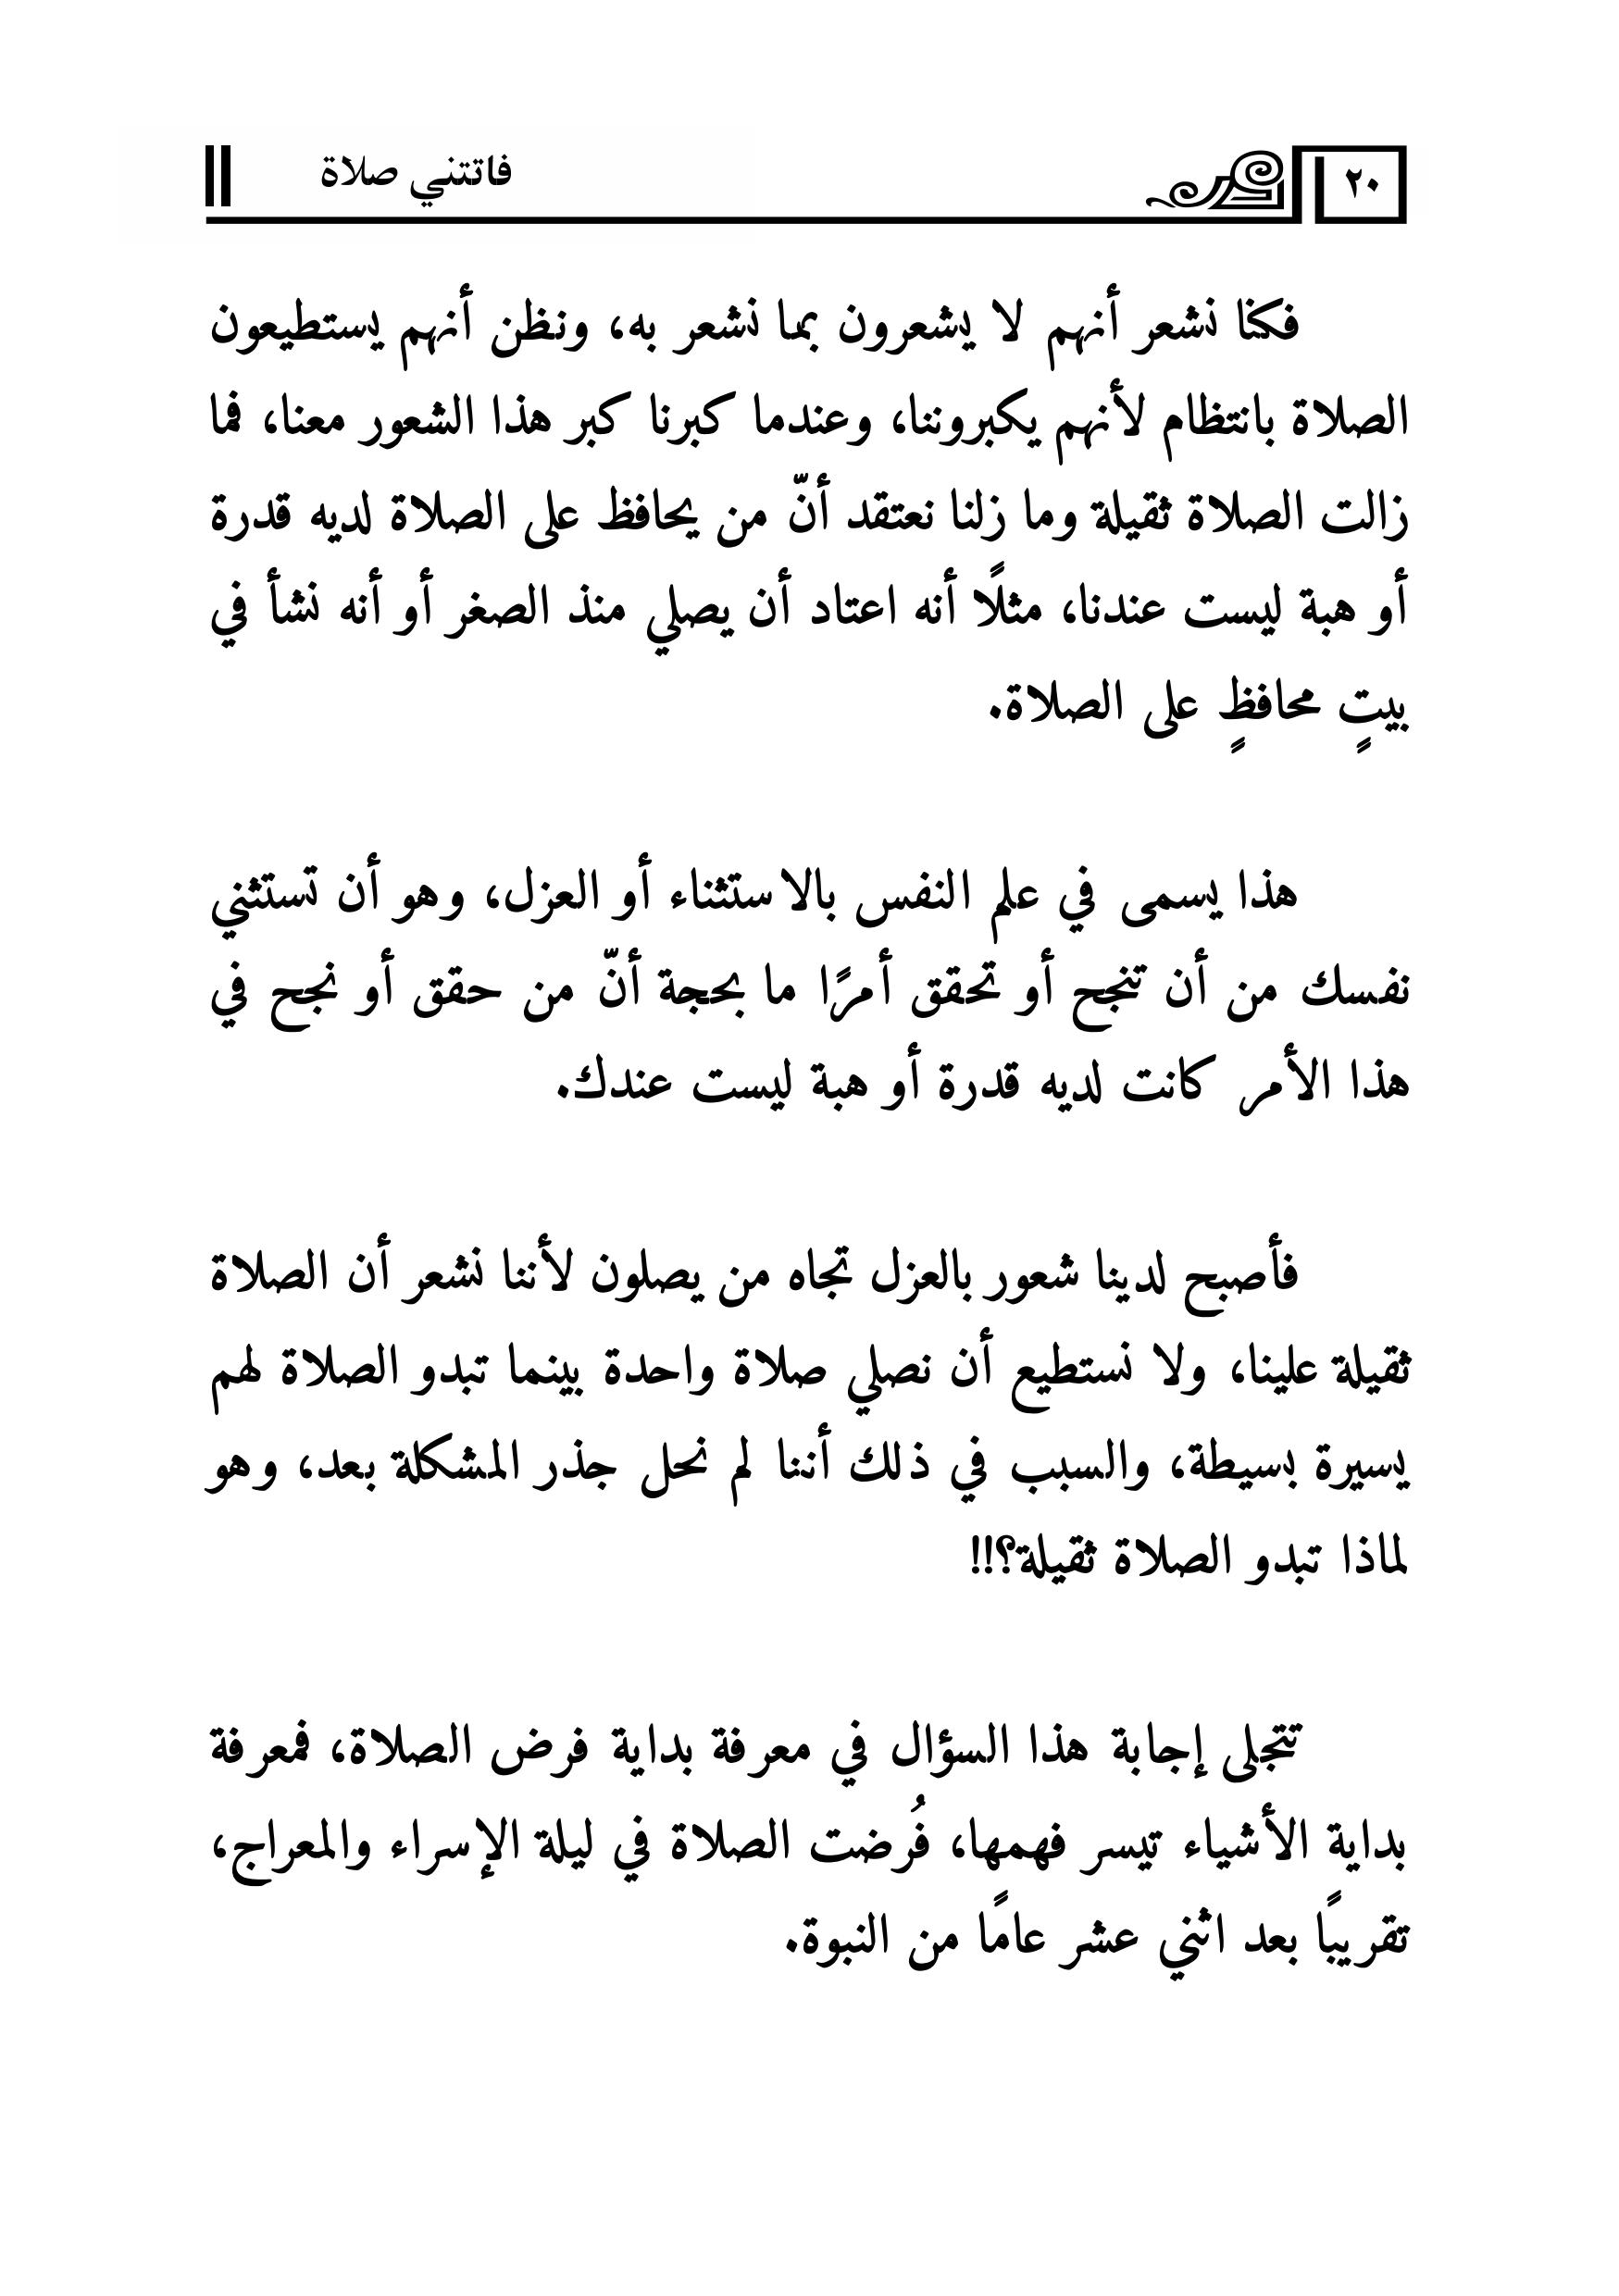 ٢٠
فاتتني صلاة
فكنا نشعر أنهم لا يشعرون بما نشعر به، ونظن أنهم يستطيعون
الصلاة بانتظام لأنهم يكبروننا، وعندما كبرنا كبر هذا الشعور معنا، فما
زالت الصلاة ثقيلة وما زلنا نعتقد أنّ من يحافظ على الصلاة لديه قدرة
أو هبة ليست عندنا، مثلًا أنه اعتاد أن يصلي منذ الصغر أو أنه نشأ في
بيتٍ محافظٍ على الصلاة.
هذا يسمى في علم النفس بالاستثناء أو العزل، وهو أن تستثني
نفسك من أن تنجح أو تحقق أمرًا ما بحجة أنّ من حقق أو نجح في
هذا الأمر كانت لديه قدرة أو هبة ليست عندك.
فأصبح لدينا شعور بالعزل تجاه من يصلون لأننا نشعر أن الصلاة
ثقيلة علينا، ولا نستطيع أن نصلي صلاة واحدة بينما تبدو الصلاة لهم
يسيرة بسيطة، والسبب في ذلك أننا لم نحل جذر المشكلة بعد، وهو
لماذا تبدو الصلاة ثقيلة؟!!
تتجلى إجابة هذا السؤال في معرفة بداية فرض الصلاة، فمعرفة
بداية الأشياء تيسر فهمها، فُرضت الصلاة في ليلة الإسراء والمعراج،
تقريبًا بعد اثني عشر عامًا من النبوة.